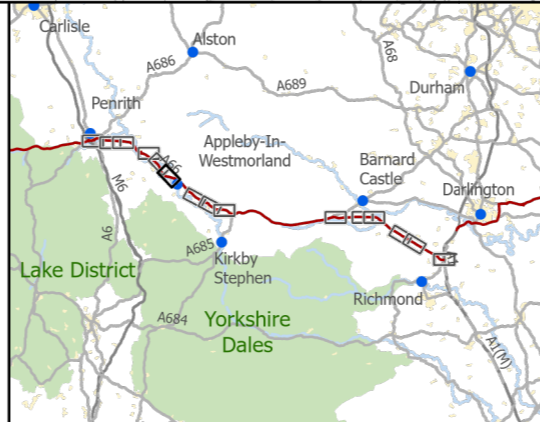 Carlisle
Alston
A686
A68
A689
Durham
Penrith
Appleby-In-
Westmorland
A66
Barnard
Castle
Darlington
M6
A6
A685
Lake District
Kirkby
Stephen
Richmond
A684
Yorkshire
Dales
A1(M)